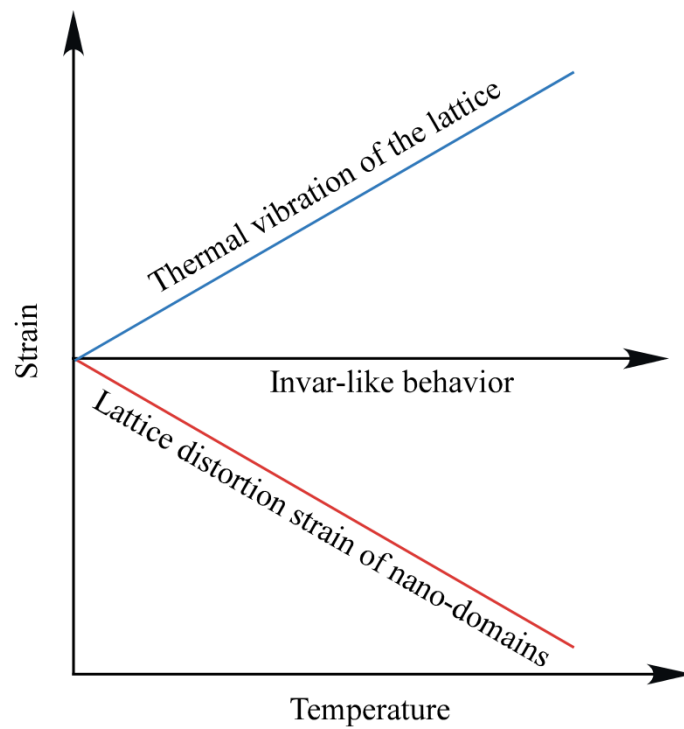 Thermal vibration of the lattice
Strain
Invar-like behavior
Lattice distortion strain of nano-domains
Temperature